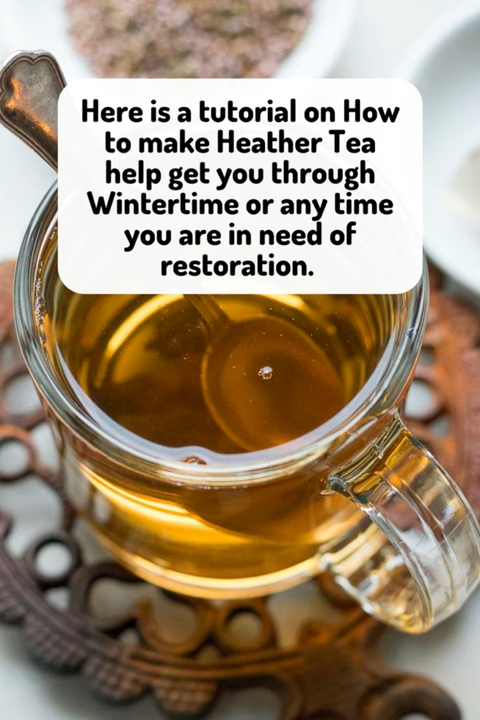 Here is a tutorial on How
to make Heather Tea
help get you through
Wintertime or any time
you are in need of
restoration.